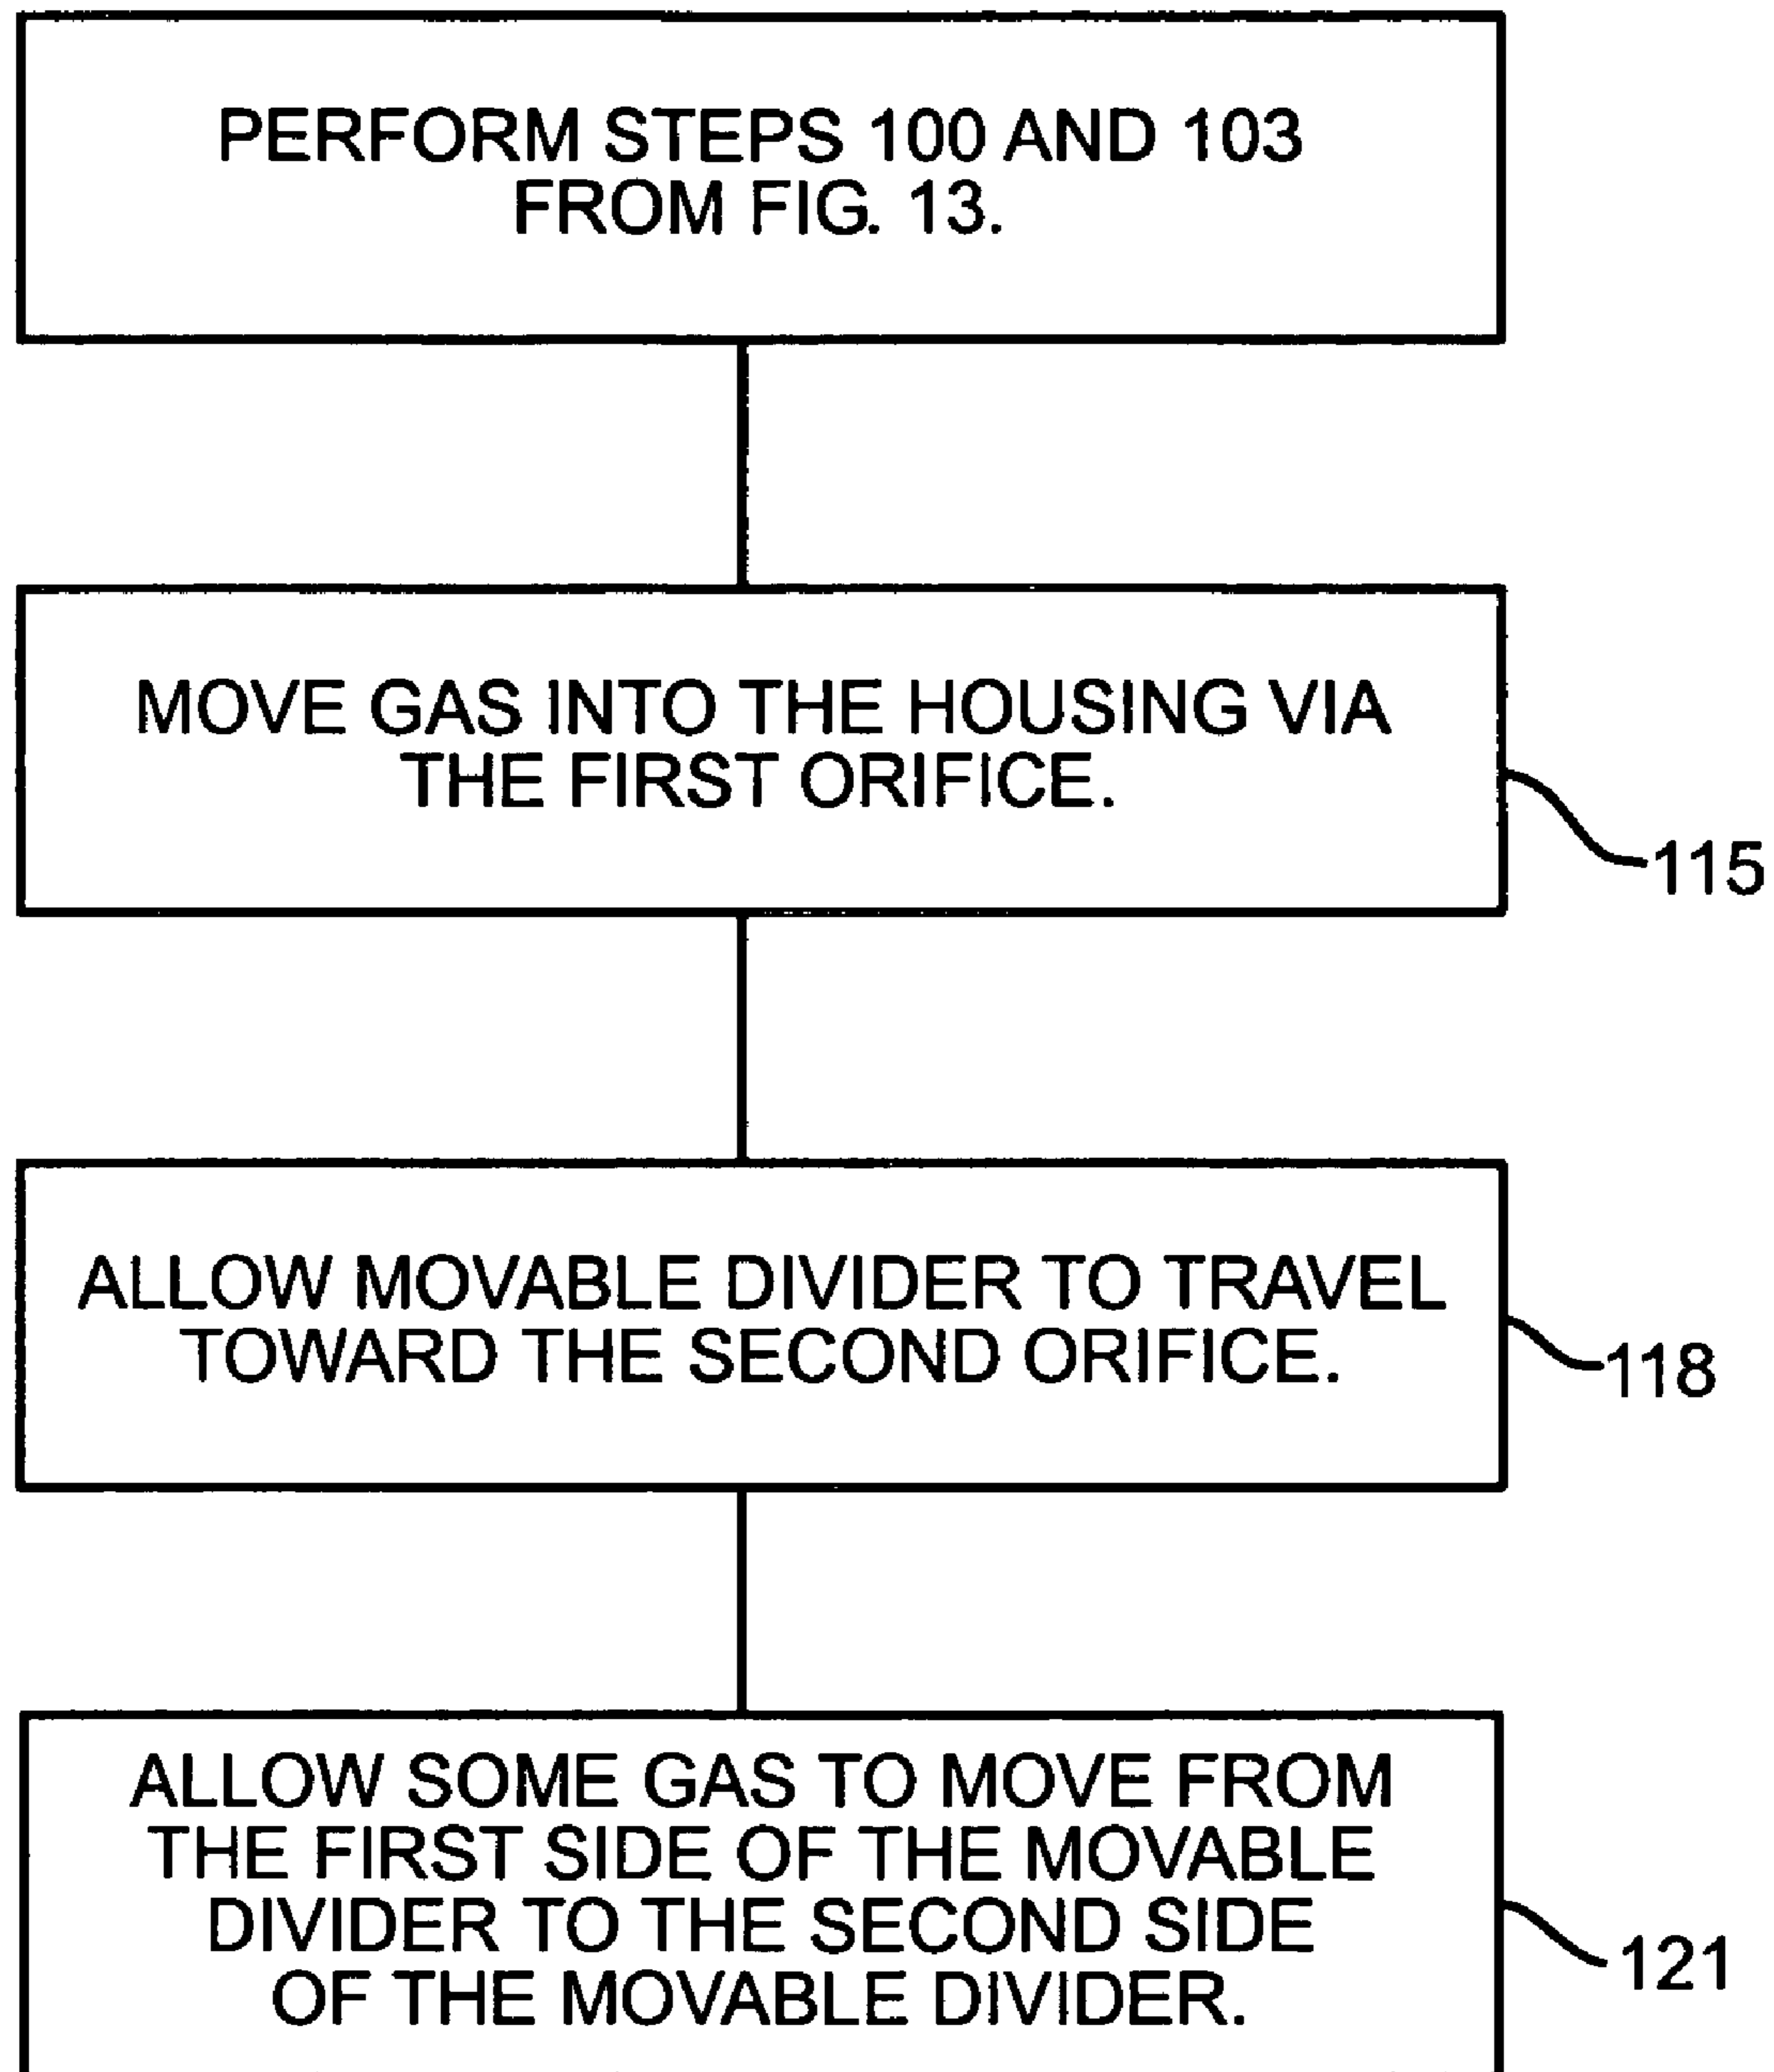 PERFORM STEPS 100 AND 103
FROM FIG. 13.
MOVE GAS INTO THE HOUSING VIA
THE FIRST ORIFICE.
115
ALLOW MOVABLE DIVIDER TO TRAVEL
TOWARD THE SECOND ORIFICE.
118
ALLOW SOME GAS TO MOVE FROM
THE FIRST SIDE OF THE MOVABLE
DIVIDER TO THE SECOND SIDE
OF THE MOVABLE DIVIDER.
121